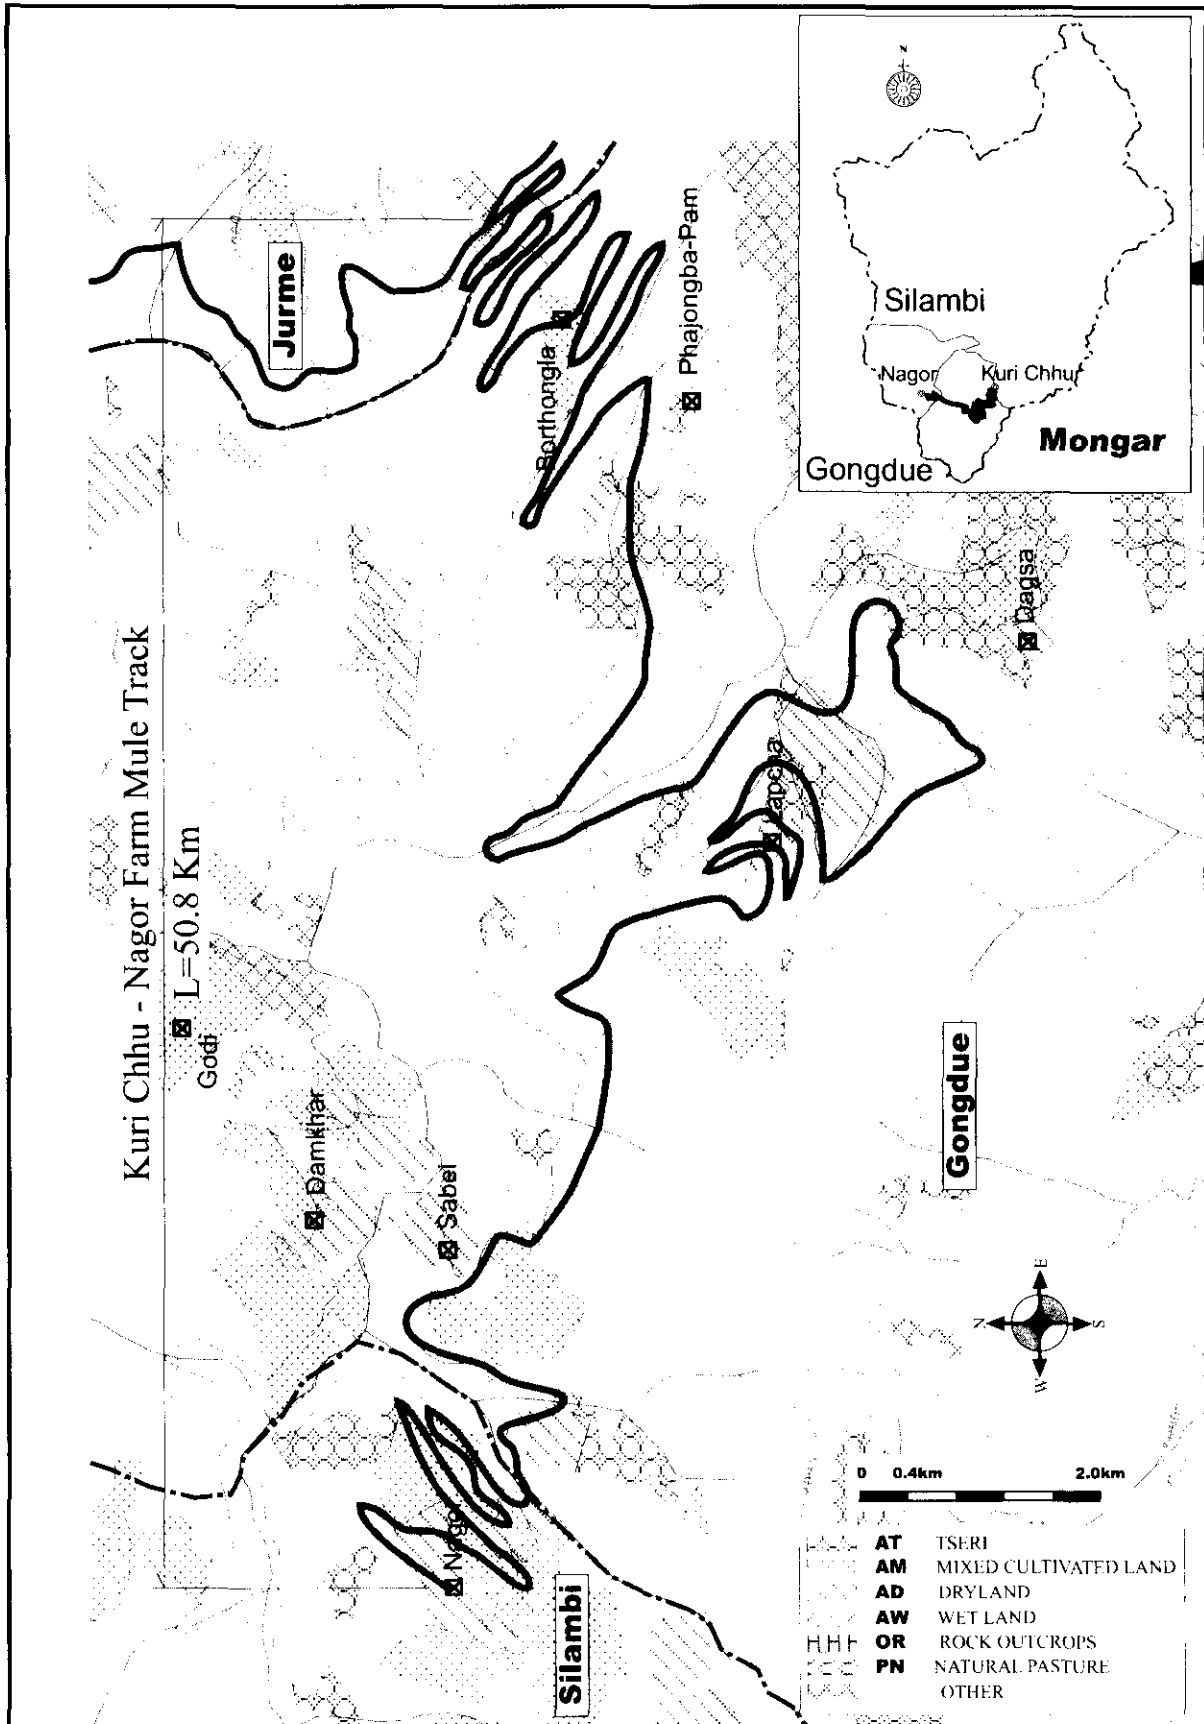 N
Silambi
Nagor
Kuri Chhu
Mongar
Gongdue
Kuri Chhu - Nagor Farm Mule Track
L=50.8 Km
Jurme
Borthongla
Phajongba-Pam
Godi
Damkhar
Sabel
Dagsa
Gongdue
Silambi
N
E
W
S
0 0.4km 2.0km
AT TSERI
AM MIXED CULTIVATED LAND
AD DRYLAND
AW WET LAND
OR ROCK OUTCROPS
PN NATURAL PASTURE
OTHER